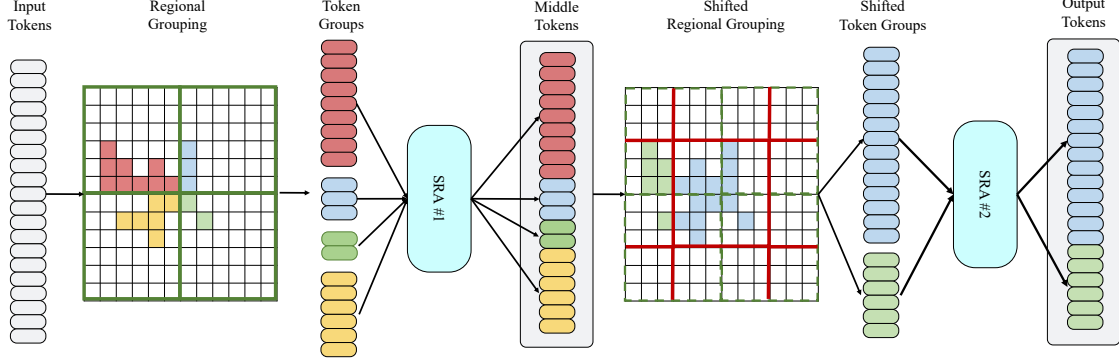 Input
Tokens
Regional
Grouping
Token
Groups
SRA #1
Middle
Tokens
Shifted
Regional Grouping
Shifted
Token Groups
SRA #2
Output
Tokens